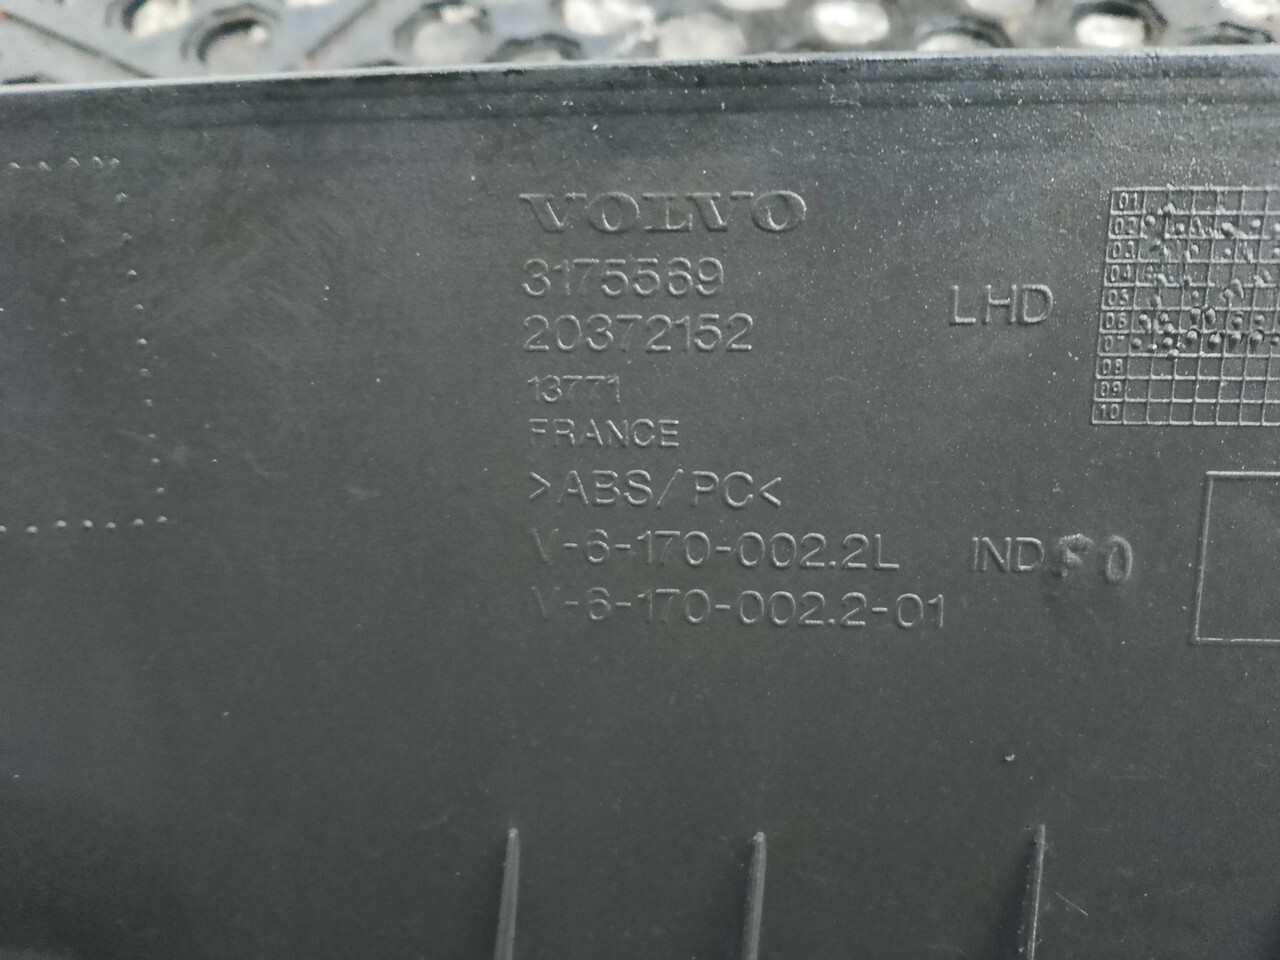 VOLVO
3175569
20372152
13771
FRANCE
>ABS/PC<
V-6-170-002.2L
V-6-170-002.2-01
LHD
IND F0
01
02
03
04
05
06
07
08
09
10